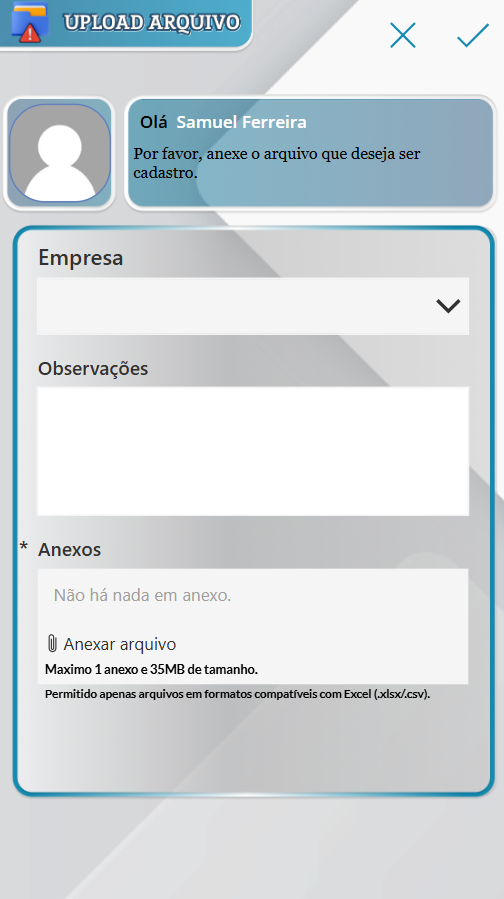 UPLOAD ARQUIVO
Olá Samuel Ferreira
Por favor, anexe o arquivo que deseja ser
cadastro.
Empresa
Observações
* Anexos
Não há nada em anexo.
Anexar arquivo
Maximo 1 anexo e 35MB de tamanho.
Permitido apenas arquivos em formatos compatíveis com Excel (.xlsx/.csv).